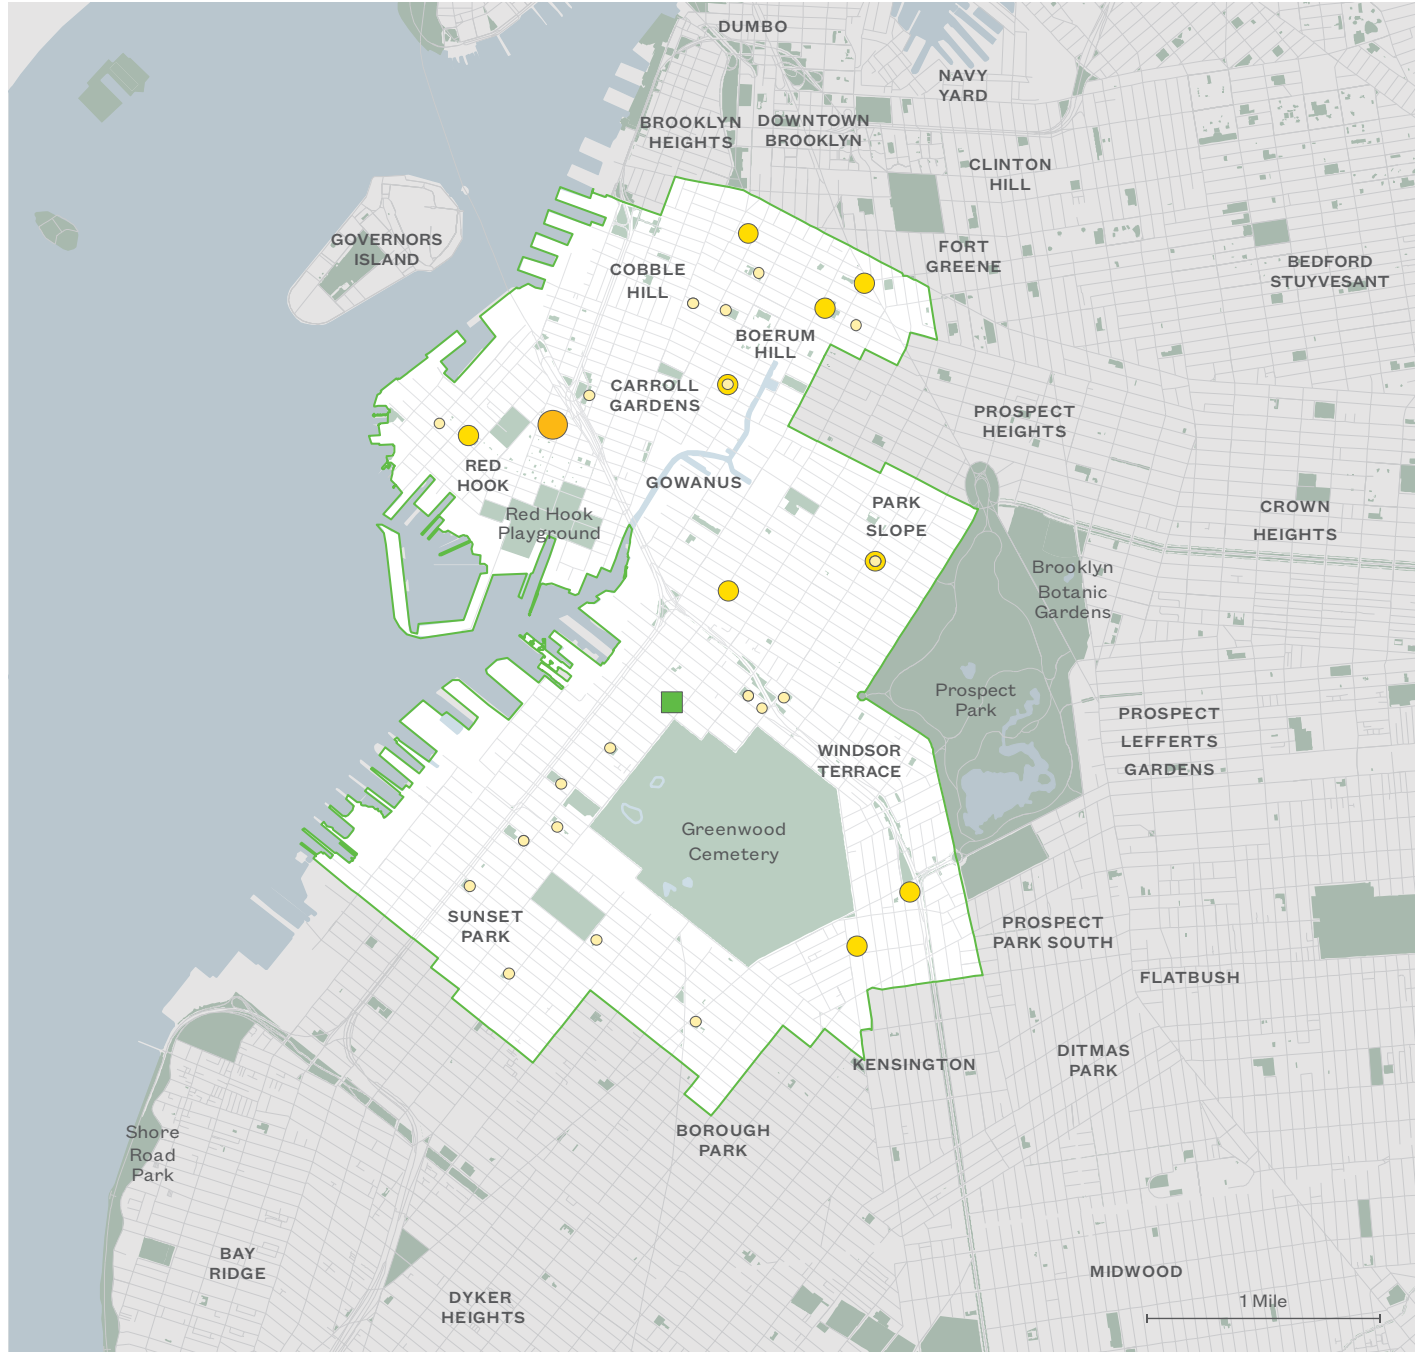 DUMBO
NAVY
YARD
BROOKLYN
HEIGHTS
DOWNTOWN
BROOKLYN
CLINTON
HILL
GOVERNORS
ISLAND
COBBLE
HILL
FORT
GREENE
BEDFORD
STUYVESANT
BOERUM
HILL
CARROLL
GARDENS
PROSPECT
HEIGHTS
RED
HOOK
GOWANUS
PARK
SLOPE
CROWN
HEIGHTS
Red Hook
Playground
Brooklyn
Botanic
Gardens
Prospect
Park
PROSPECT
LEFFERTS
GARDENS
WINDSOR
TERRACE
Greenwood
Cemetery
SUNSET
PARK
PROSPECT
PARK SOUTH
FLATBUSH
KENSINGTON
DITMAS
PARK
BOROUGH
PARK
Shore
Road
Park
BAY
RIDGE
MIDWOOD
DYKER
HEIGHTS
1 Mile